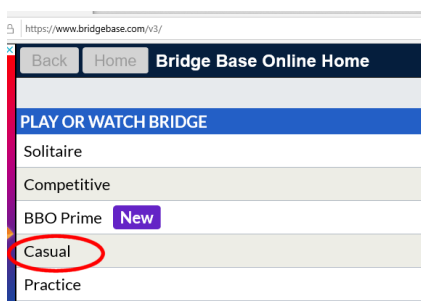 https://www.bridgebase.com/v3/
Back Home Bridge Base Online Home
PLAY OR WATCH BRIDGE
Solitaire
Competitive
BBO Prime New
Casual
Practice